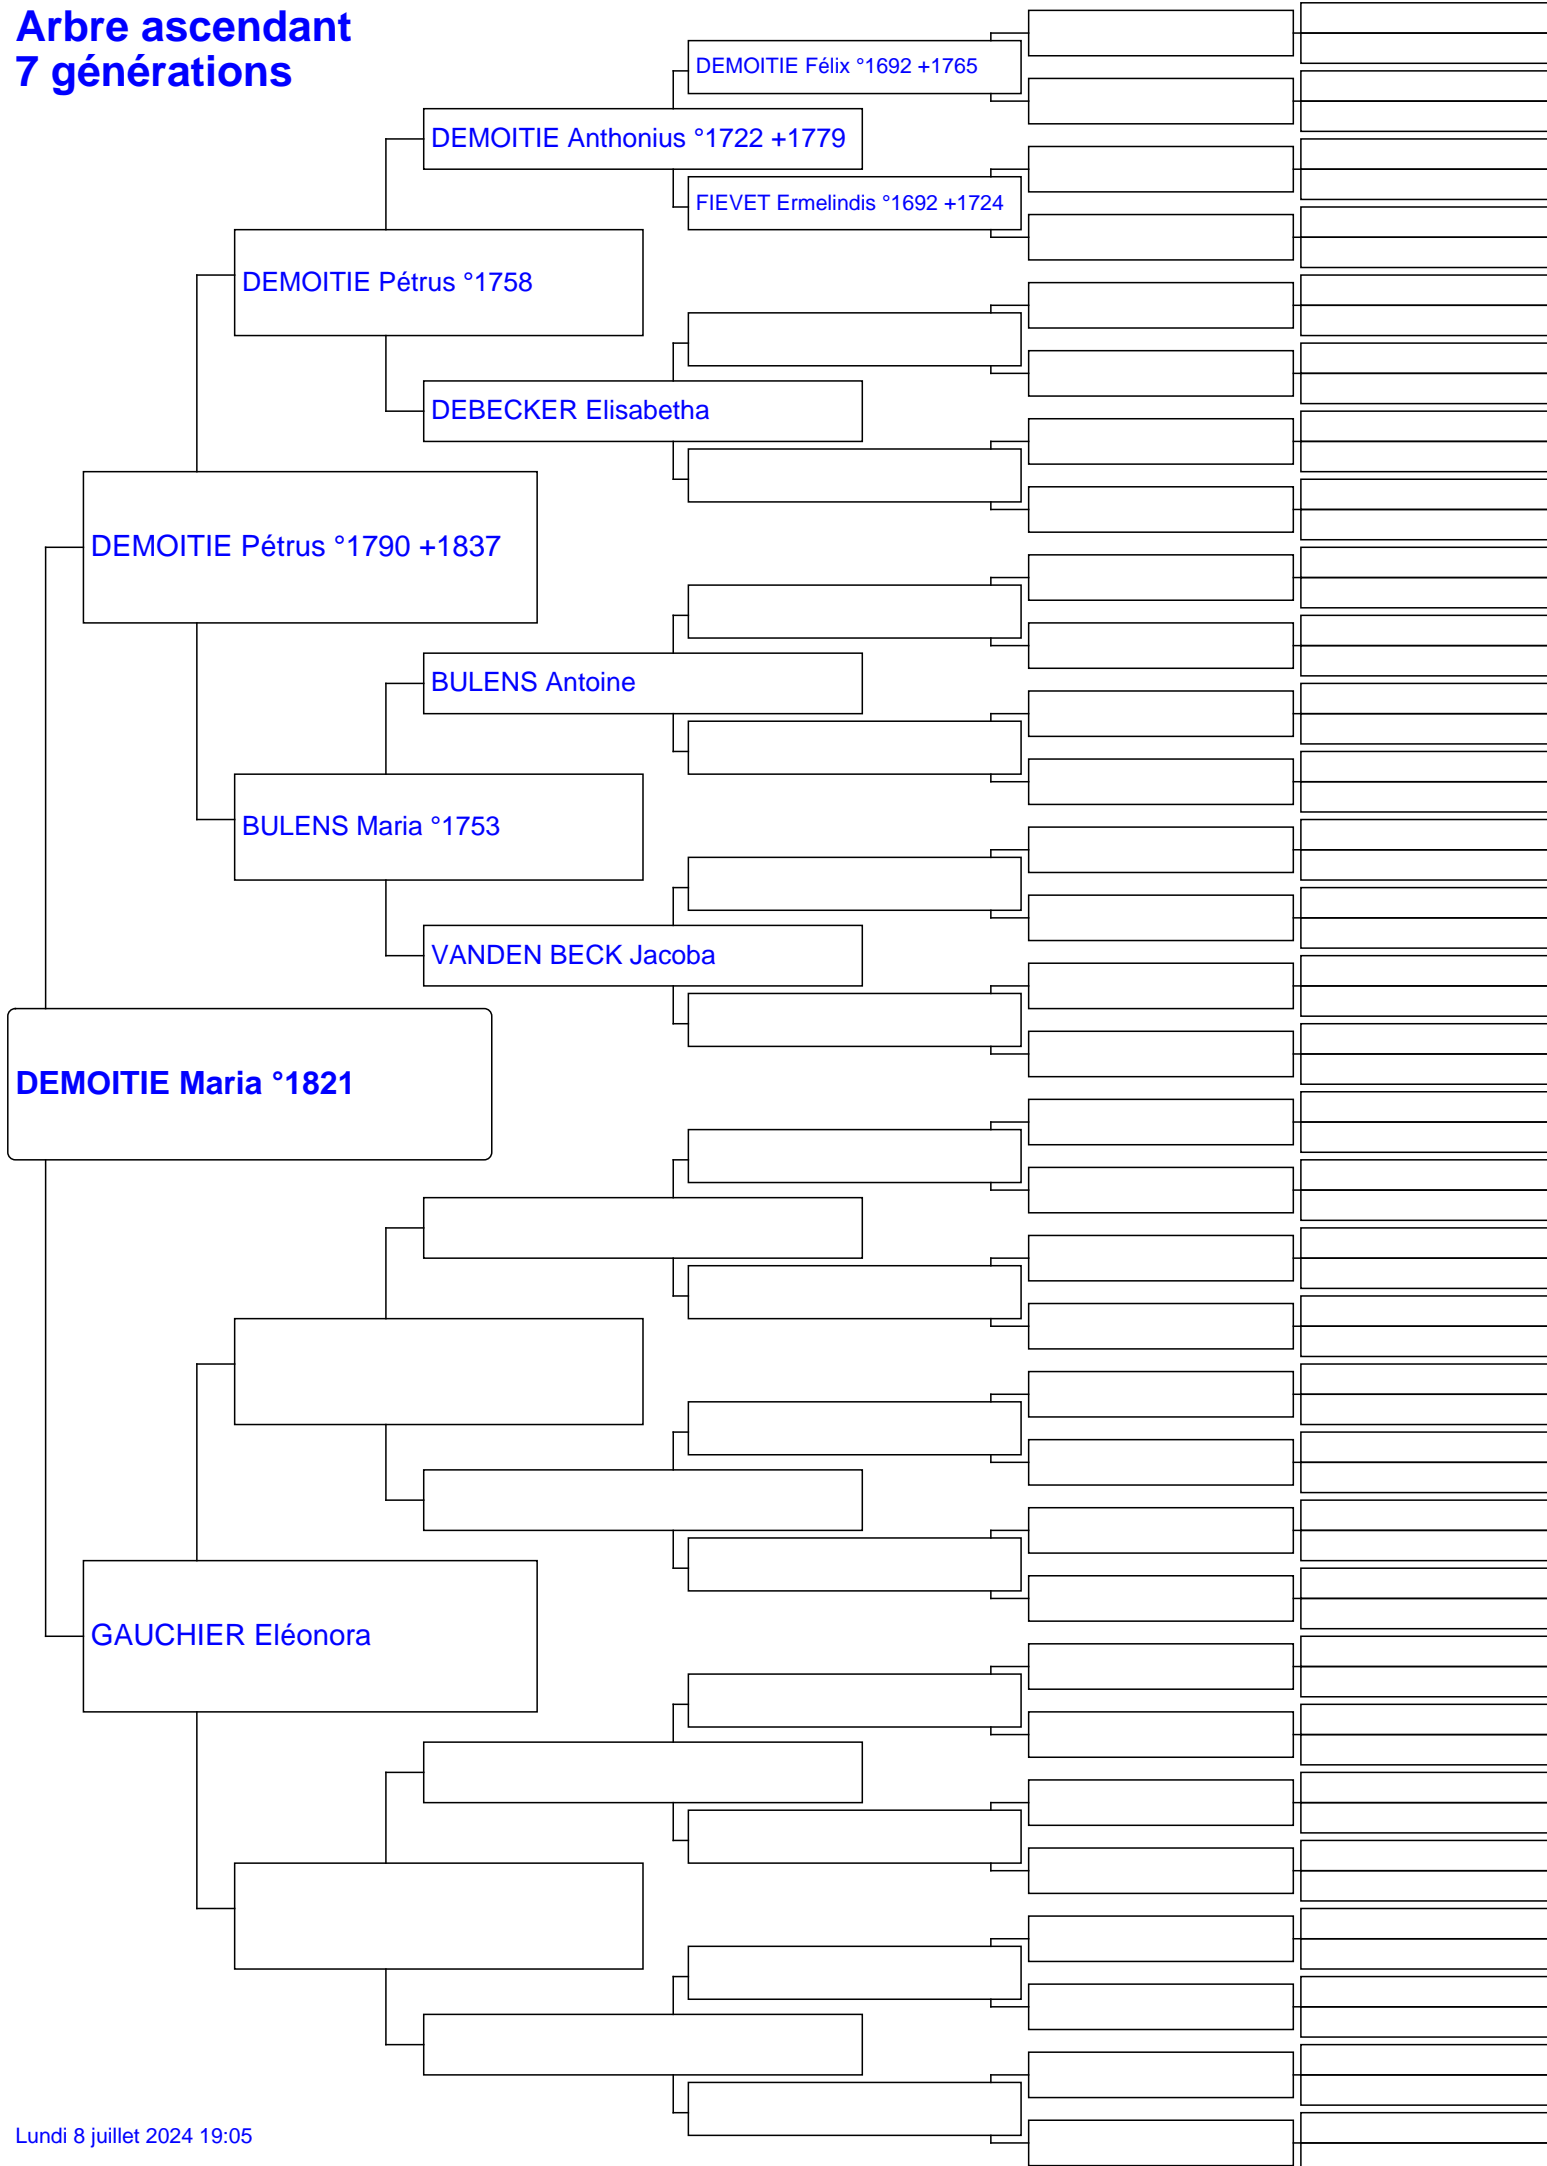 Arbre ascendant
7 générations
DEMOITIE Félix °1692 +1765
DEMOITIE Anthonius °1722 +1779
FIEVET Ermelindis °1692 +1724
DEMOITIE Pétrus °1758
DEBECKER Elisabetha
DEMOITIE Pétrus °1790 +1837
BULENS Antoine
BULENS Maria °1753
VANDEN BECK Jacoba
DEMOITIE Maria °1821
GAUCHIER Eléonora
Lundi 8 juillet 2024 19:05